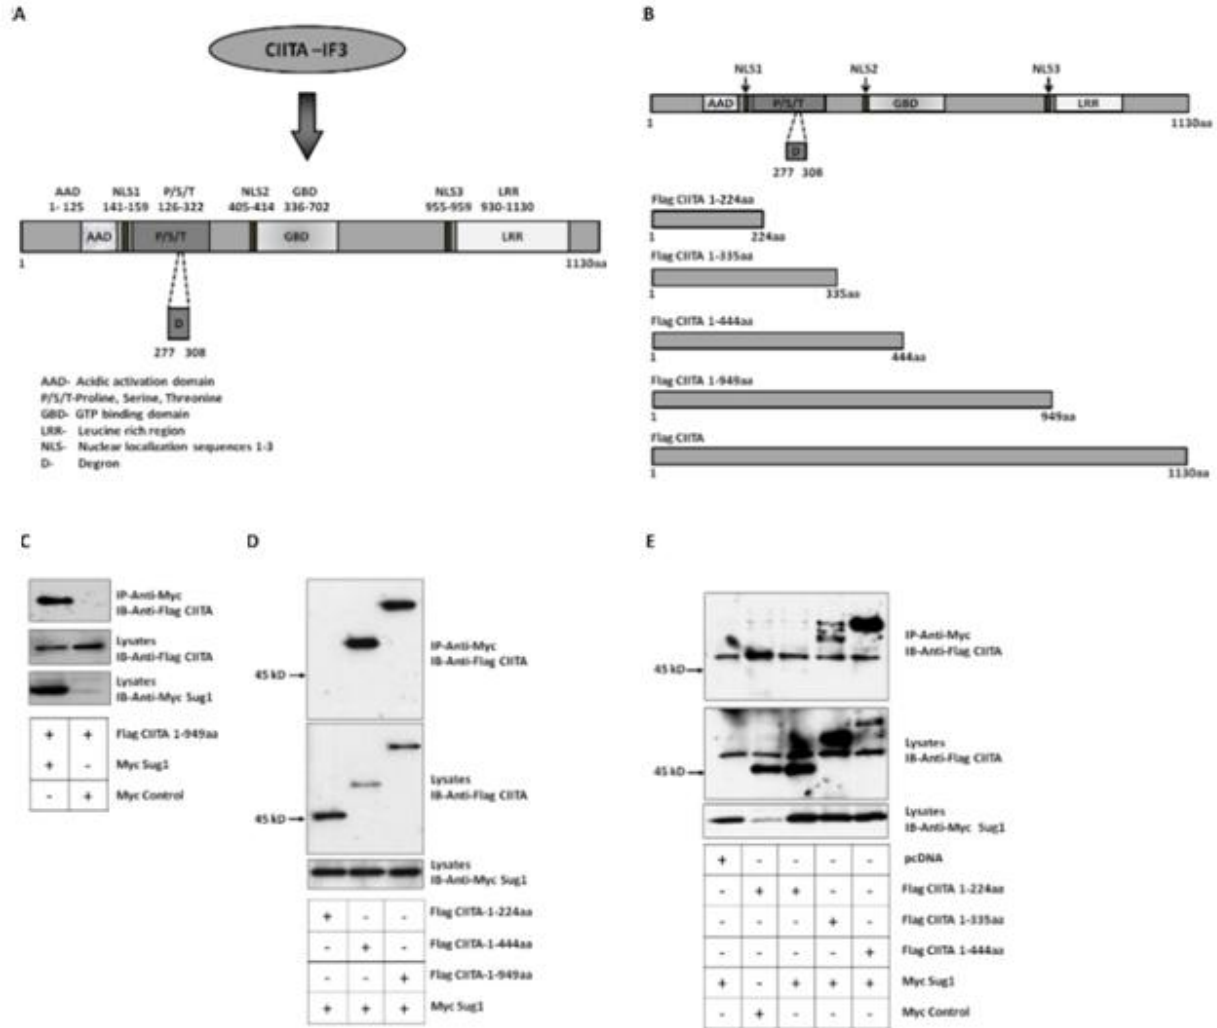 A
CIITA –IF3
AAD NLS1 P/S/T NLS2 GBD NLS3 LRR
1- 125 141-159 126-322 405-414 336-702 955-959 930-1130
AAD P/S/T GBD LRR
1 1130aa
D
277 308
AAD- Acidic activation domain
P/S/T-Proline, Serine, Threonine
GBD- GTP binding domain
LRR- Leucine rich region
NLS- Nuclear localization sequences 1-3
D- Degron
B
NLS1 NLS2 NLS3
AAD P/S/T GBD LRR
1 1130aa
D
277 308
Flag CIITA 1-224aa
1 224aa
Flag CIITA 1-335aa
1 335aa
Flag CIITA 1-444aa
1 444aa
Flag CIITA 1-949aa
1 949aa
Flag CIITA
1 1130aa
C
IP-Anti-Myc
IB-Anti-Flag CIITA
Lysates
IB-Anti-Flag CIITA
Lysates
IB-Anti-Myc Sug1
+ + Flag CIITA 1-949aa
+ - Myc Sug1
- + Myc Control
D
IP-Anti-Myc
IB-Anti-Flag CIITA
45 kD
Lysates
IB-Anti-Flag CIITA
45 kD
Lysates
IB-Anti-Myc Sug1
+ - - Flag CIITA-1-224aa
- + - Flag CIITA-1-444aa
- - + Flag CIITA-1-949aa
+ + + Myc Sug1
E
IP-Anti-Myc
IB-Anti-Flag CIITA
45 kD
Lysates
IB-Anti-Flag CIITA
45 kD
Lysates
IB-Anti-Myc Sug1
+ - - - - pcDNA
- + + - - Flag CIITA 1-224aa
- - - + - Flag CIITA 1-335aa
- - - - + Flag CIITA 1-444aa
+ - + + + Myc Sug1
- + - - - Myc Control